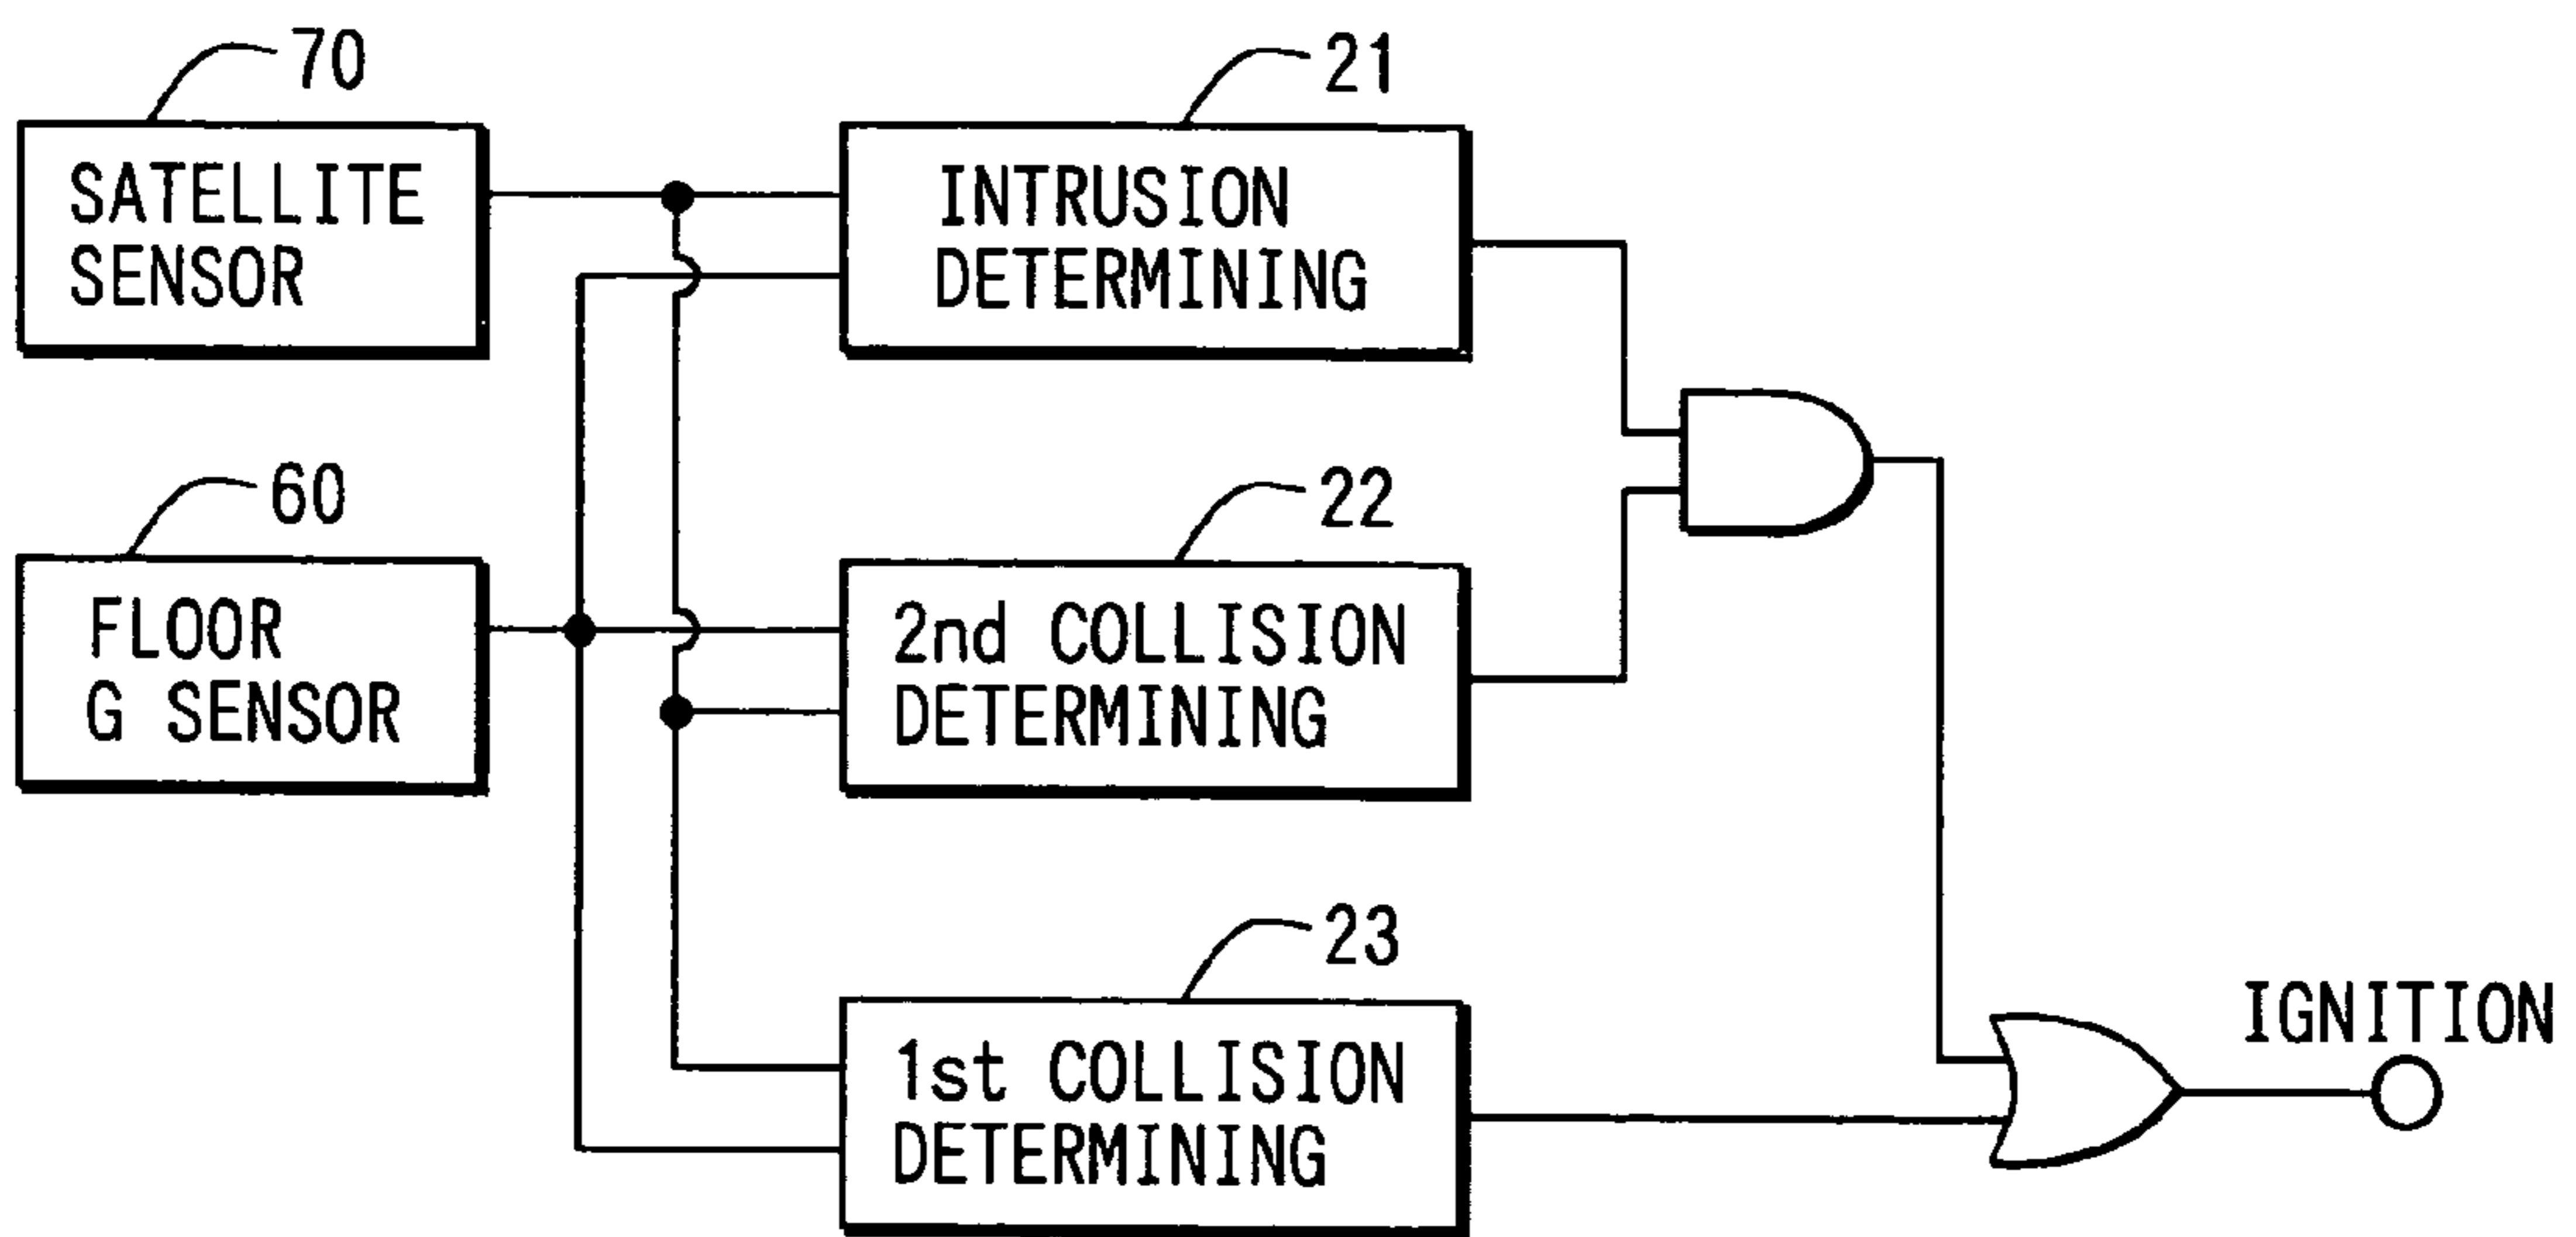 70
SATELLITE
SENSOR
21
INTRUSION
DETERMINING
60
FLOOR
G SENSOR
22
2nd COLLISION
DETERMINING
23
1st COLLISION
DETERMINING
IGNITION